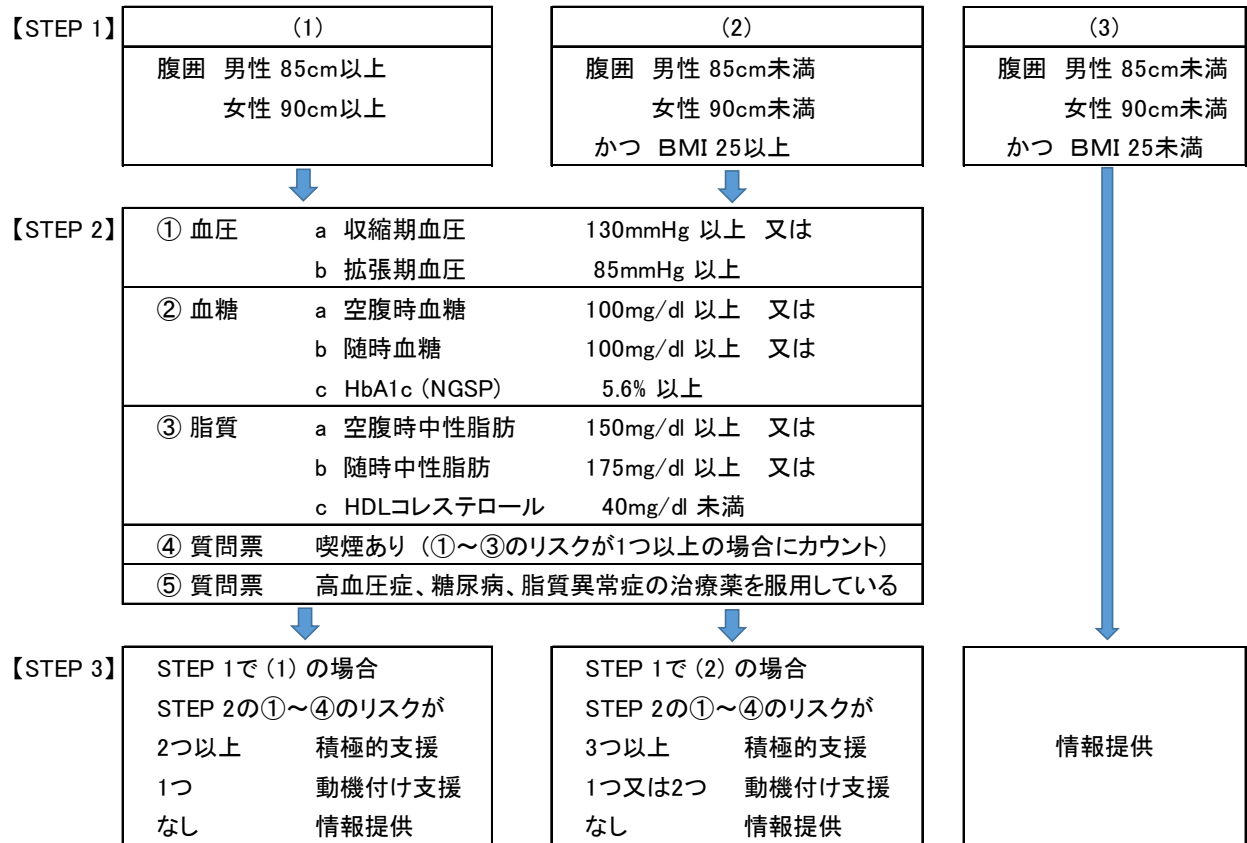 【STEP 1】 (1) (2) (3)
腹囲 男性 85cm以上 腹囲 男性 85cm未満 腹囲 男性 85cm未満
女性 90cm以上 女性 90cm未満 女性 90cm未満
かつ BMI 25以上 かつ BMI 25未満
【STEP 2】 ① 血圧 a 収縮期血圧 130mmHg 以上 又は
b 拡張期血圧 85mmHg 以上
② 血糖 a 空腹時血糖 100mg/dl 以上 又は
b 随時血糖 100mg/dl 以上 又は
c HbA1c (NGSP) 5.6% 以上
③ 脂質 a 空腹時中性脂肪 150mg/dl 以上 又は
b 随時中性脂肪 175mg/dl 以上 又は
c HDLコレステロール 40mg/dl 未満
④ 質問票 喫煙あり (①～③のリスクが1つ以上の場合にカウント)
⑤ 質問票 高血圧症、糖尿病、脂質異常症の治療薬を服用している
【STEP 3】 STEP 1で (1) の場合 STEP 1で (2) の場合
STEP 2の①～④のリスクが STEP 2の①～④のリスクが
2つ以上 積極的支援 3つ以上 積極的支援 情報提供
1つ 動機付け支援 1つ又は2つ 動機付け支援
なし 情報提供 なし 情報提供